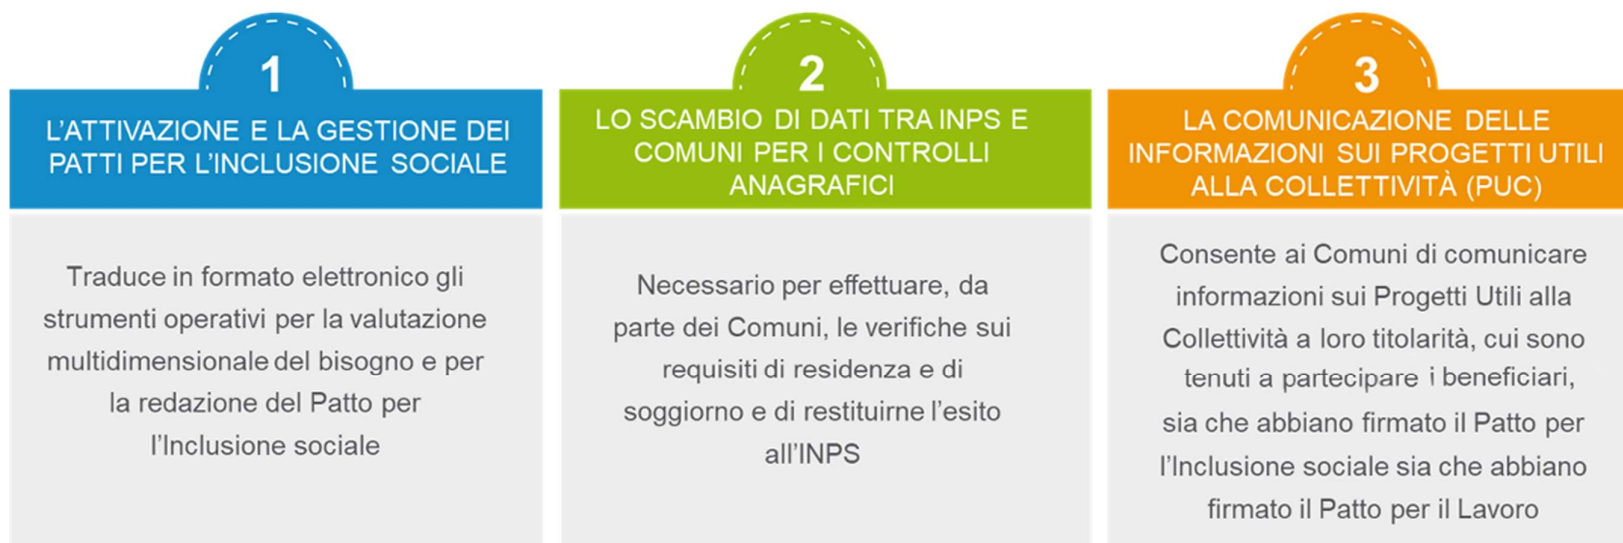 1
L'ATTIVAZIONE E LA GESTIONE DEI
PATTI PER L'INCLUSIONE SOCIALE
Traduce in formato elettronico gli
strumenti operativi per la valutazione
multidimensionale del bisogno e per
la redazione del Patto per
l'Inclusione sociale
2
LO SCAMBIO DI DATI TRA INPS E
COMUNI PER I CONTROLLI
ANAGRAFICI
Necessario per effettuare, da
parte dei Comuni, le verifiche sui
requisiti di residenza e di
soggiorno e di restituirne l'esito
all'INPS
3
LA COMUNICAZIONE DELLE
INFORMAZIONI SUI PROGETTI UTILI
ALLA COLLETTIVITÀ (PUC)
Consente ai Comuni di comunicare
informazioni sui Progetti Utili alla
Collettività a loro titolarità, cui sono
tenuti a partecipare i beneficiari,
sia che abbiano firmato il Patto per
l'Inclusione sociale sia che abbiano
firmato il Patto per il Lavoro